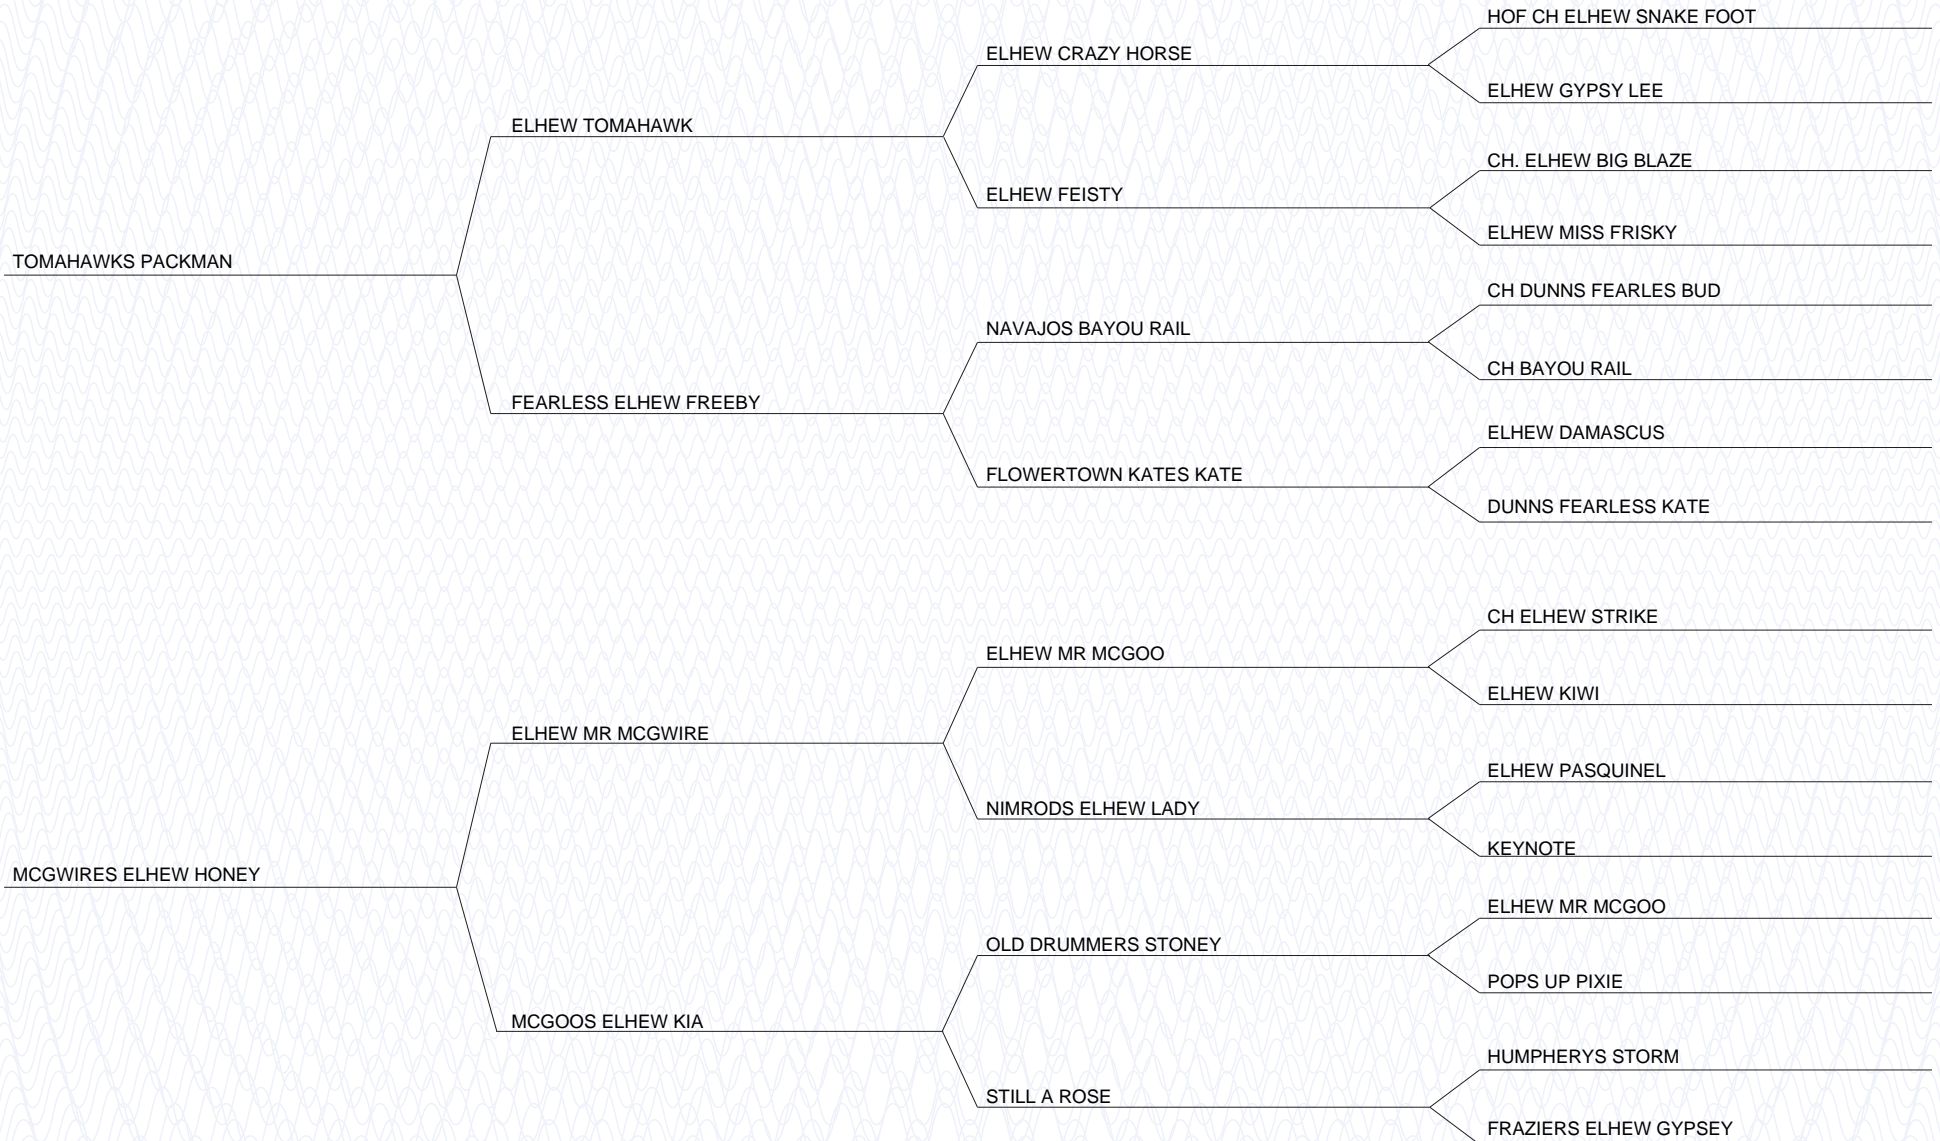 HOF CH ELHEW SNAKE FOOT
ELHEW CRAZY HORSE
ELHEW GYPSY LEE
ELHEW TOMAHAWK
CH. ELHEW BIG BLAZE
ELHEW FEISTY
ELHEW MISS FRISKY
TOMAHAWKS PACKMAN
CH DUNNS FEARLES BUD
NAVAJOS BAYOU RAIL
CH BAYOU RAIL
FEARLESS ELHEW FREEBY
ELHEW DAMASCUS
FLOWERTOWN KATES KATE
DUNNS FEARLESS KATE
CH ELHEW STRIKE
ELHEW MR MCGOO
ELHEW KIWI
ELHEW MR MCGWIRE
ELHEW PASQUINEL
NIMRODS ELHEW LADY
KEYNOTE
MCGWIRES ELHEW HONEY
ELHEW MR MCGOO
OLD DRUMMERS STONEY
POPS UP PIXIE
MCGOOS ELHEW KIA
HUMPHERYS STORM
STILL A ROSE
FRAZIERS ELHEW GYPSEY